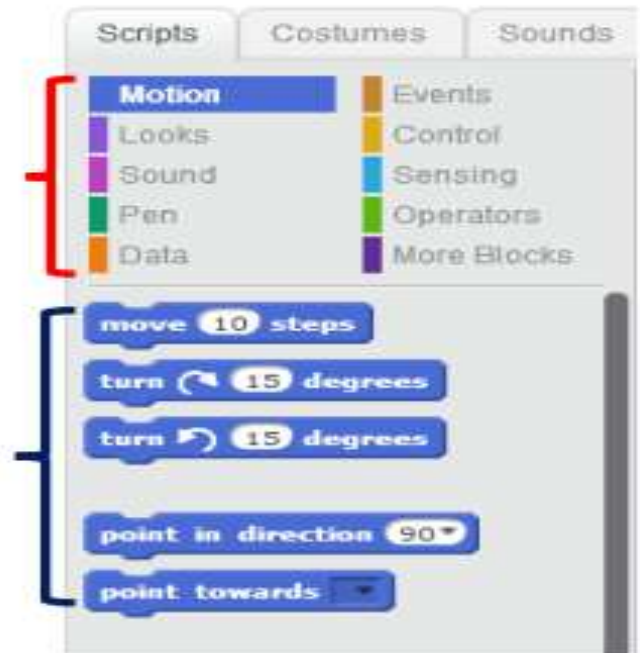 Scripts Costumes Sounds
Motion Events
Looks Control
Sound Sensing
Pen Operators
Data More Blocks
move 10 steps
turn 15 degrees
turn 15 degrees
point in direction 90
point towards